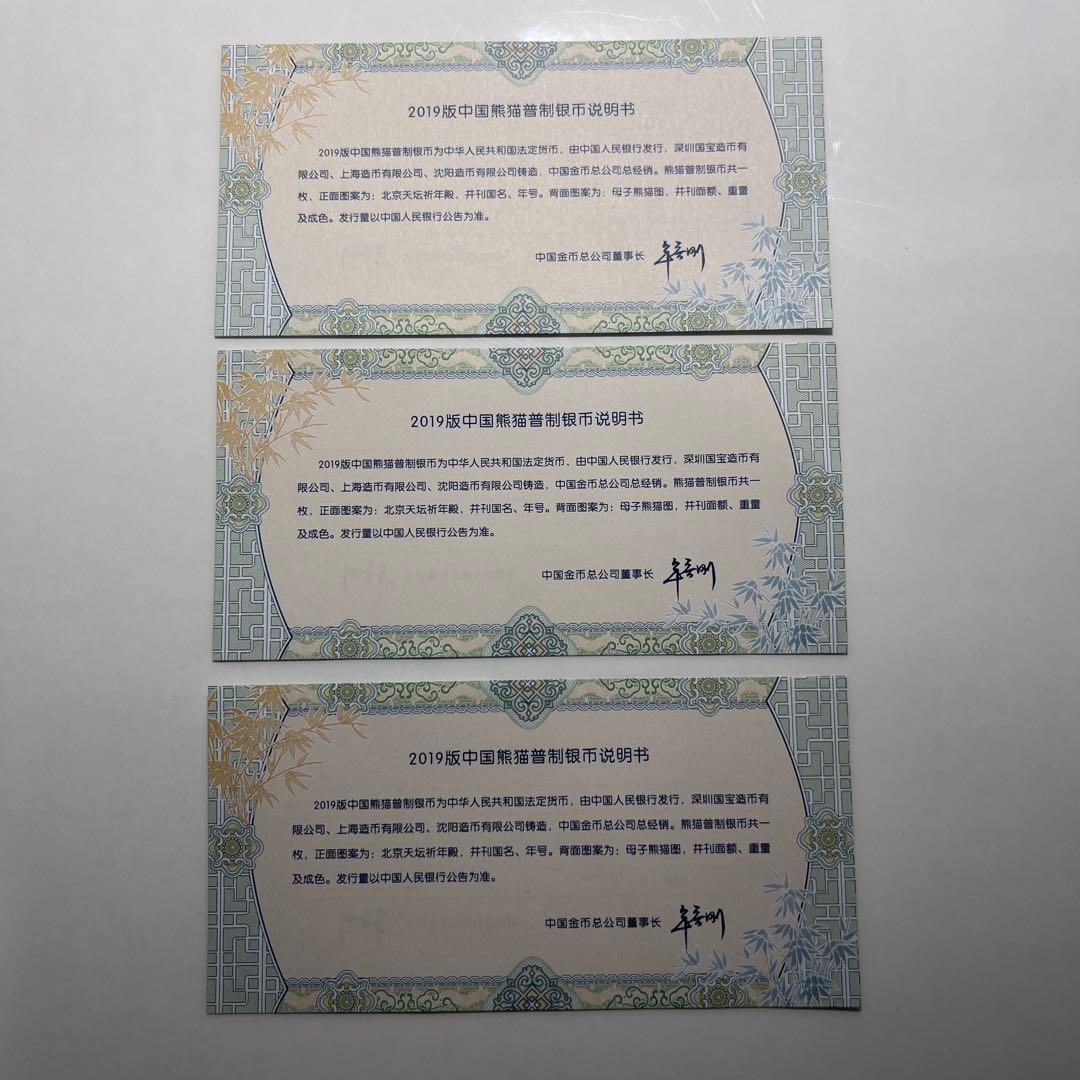 2019版中国熊猫普制银币说明书
2019版中国熊猫普制银币为中华人民共和国法定货币，由中国人民银行发行，深圳国宝造币有
限公司、上海造币有限公司、沈阳造币有限公司铸造，中国金币总公司总经销。熊猫普制银币共一
枚，正面图案为：北京天坛祈年殿，并刊国名、年号。背面图案为：母子熊猫图，并刊面额、重量
及成色。发行量以中国人民银行公告为准。
中国金币总公司董事长
2019版中国熊猫普制银币说明书
2019版中国熊猫普制银币为中华人民共和国法定货币，由中国人民银行发行，深圳国宝造币有
限公司、上海造币有限公司、沈阳造币有限公司铸造，中国金币总公司总经销。熊猫普制银币共一
枚，正面图案为：北京天坛祈年殿，并刊国名、年号。背面图案为：母子熊猫图，并刊面额、重量
及成色。发行量以中国人民银行公告为准。
中国金币总公司董事长
2019版中国熊猫普制银币说明书
2019版中国熊猫普制银币为中华人民共和国法定货币，由中国人民银行发行，深圳国宝造币有
限公司、上海造币有限公司、沈阳造币有限公司铸造，中国金币总公司总经销。熊猫普制银币共一
枚，正面图案为：北京天坛祈年殿，并刊国名、年号。背面图案为：母子熊猫图，并刊面额、重量
及成色。发行量以中国人民银行公告为准。
中国金币总公司董事长